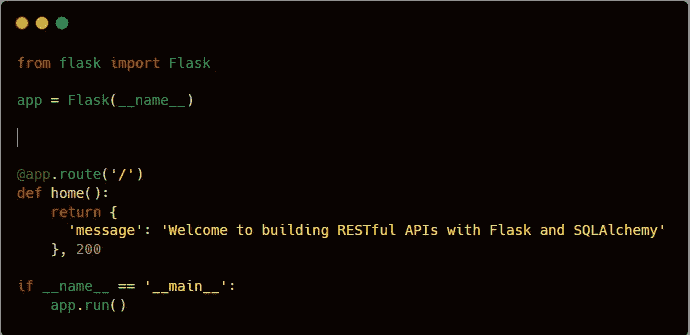 from flask import Flask
app = Flask(__name__)
@app.route('/')
def home():
    return {
      'message': 'Welcome to building RESTful APIs with Flask and SQLAlchemy'
    }, 200
if __name__ == '__main__':
    app.run()